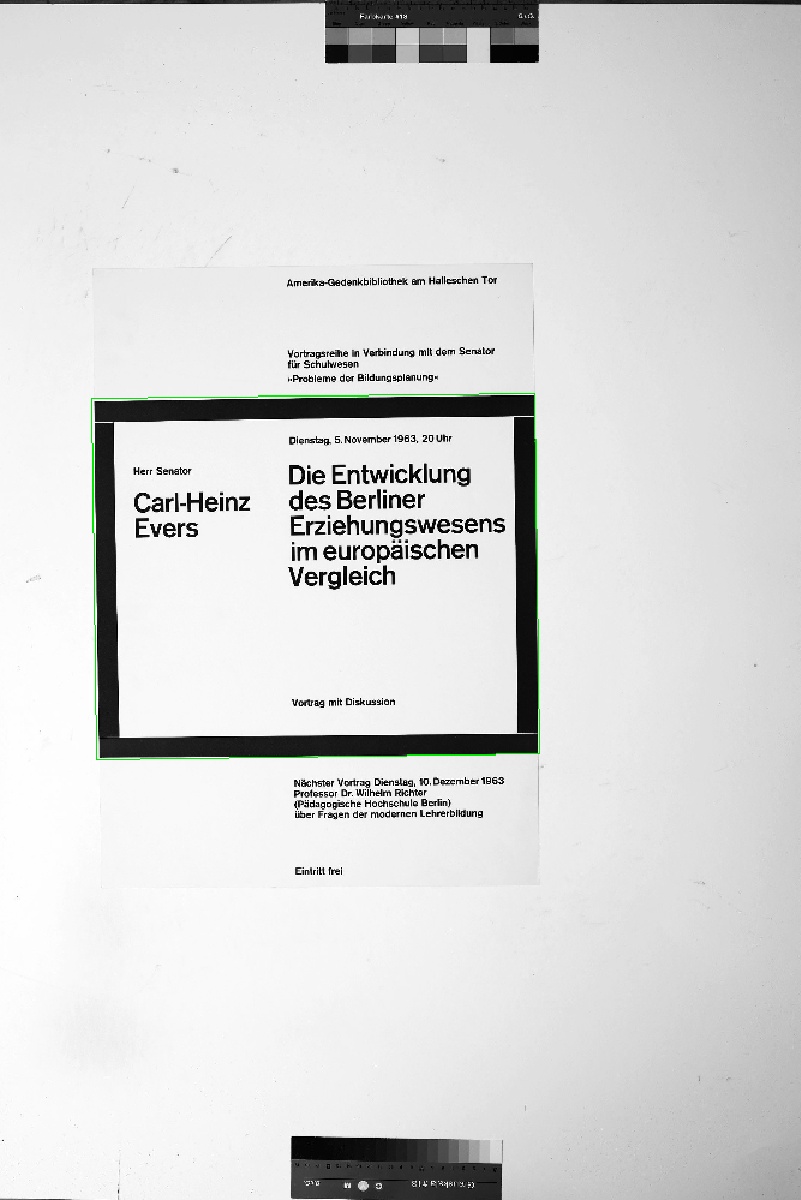 Farbkarte #13
Amerika-Gedenkbibliothek am Halleschen Tor
Vortragsreihe in Verbindung mit dem Senator
für Schulwesen
»Probleme der Bildungsplanung«
Dienstag, 5. November 1963, 20 Uhr
Herr Senator
Carl-Heinz
Evers
Die Entwicklung
des Berliner
Erziehungswesens
im europäischen
Vergleich
Vortrag mit Diskussion
Nächster Vortrag Dienstag, 10. Dezember 1963
Professor Dr. Wilhelm Richter
(Pädagogische Hochschule Berlin)
über Fragen der modernen Lehrerbildung
Eintritt frei